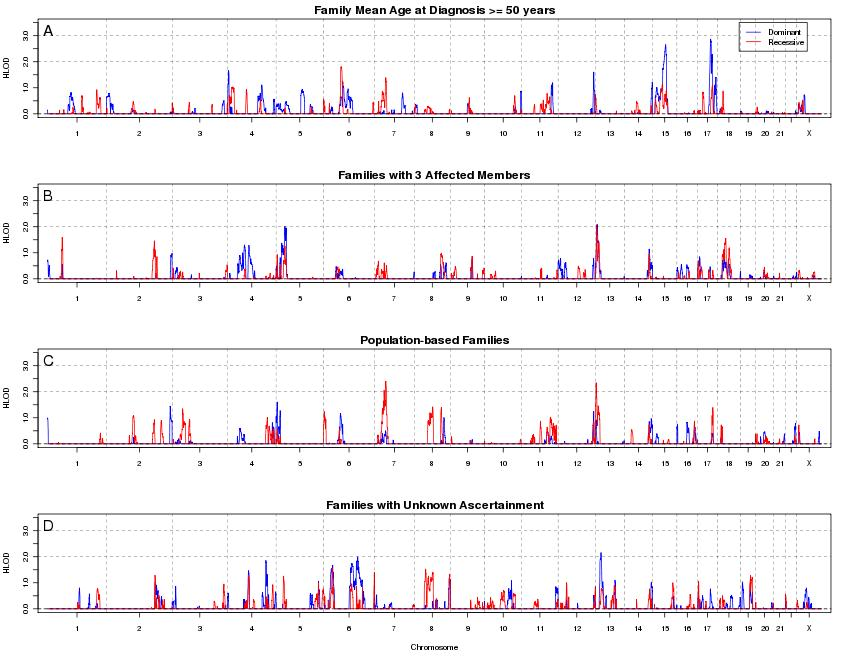 Family Mean Age at Diagnosis >= 50 years
A
Dominant
Recessive
HLOD
0.0 1.0 2.0 3.0
1 2 3 4 5 6 7 8 9 10 11 12 13 14 15 16 17 18 19 20 21 X
Families with 3 Affected Members
B
HLOD
0.0 1.0 2.0 3.0
1 2 3 4 5 6 7 8 9 10 11 12 13 14 15 16 17 18 19 20 21 X
Population-based Families
C
HLOD
0.0 1.0 2.0 3.0
1 2 3 4 5 6 7 8 9 10 11 12 13 14 15 16 17 18 19 20 21 X
Families with Unknown Ascertainment
D
HLOD
0.0 1.0 2.0 3.0
1 2 3 4 5 6 7 8 9 10 11 12 13 14 15 16 17 18 19 20 21 X
Chromosome